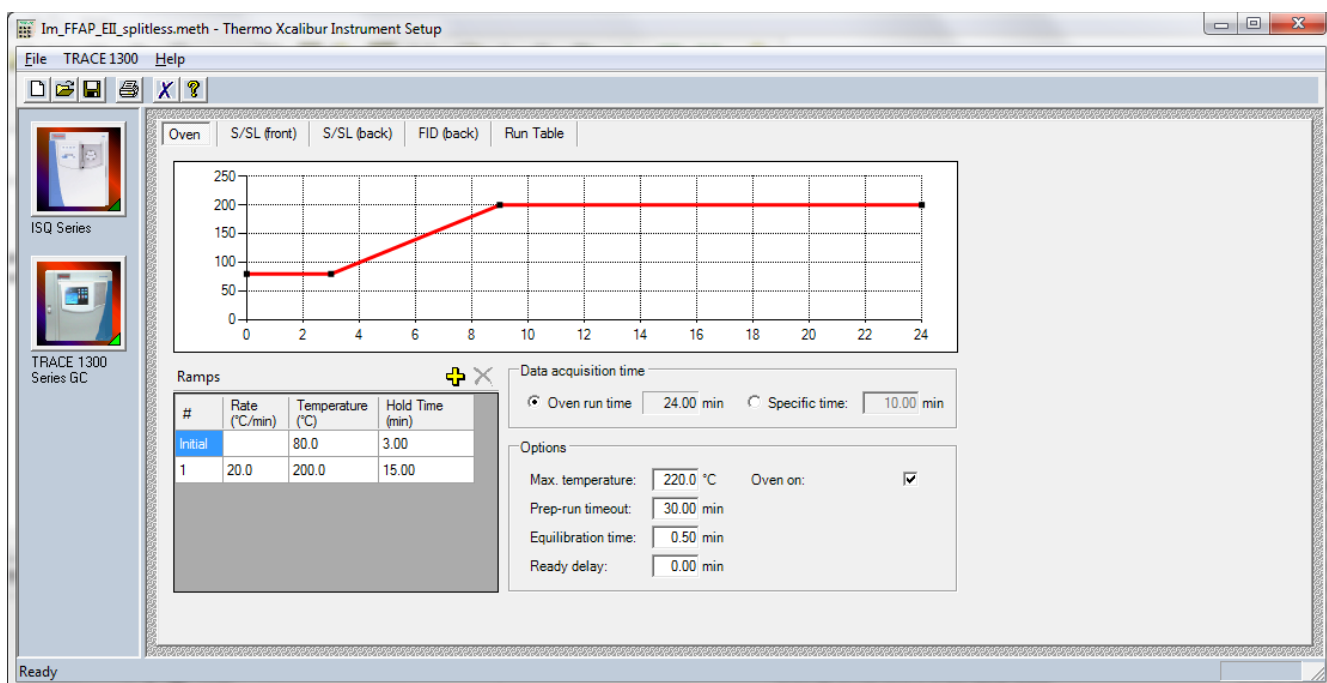 Im_FFAP_EII_splitless.meth - Thermo Xcalibur Instrument Setup
File TRACE 1300 Help
Oven S/SL (front) S/SL (back) FID (back) Run Table
ISQ Series
TRACE 1300
Series GC
250
200
150
100
50
0
0 2 4 6 8 10 12 14 16 18 20 22 24
Ramps
# Rate (°C/min) Temperature (°C) Hold Time (min)
Initial 80.0 3.00
1 20.0 200.0 15.00
Data acquisition time
Oven run time 24.00 min Specific time: 10.00 min
Options
Max. temperature: 220.0 °C Oven on:
Prep-run timeout: 30.00 min
Equilibration time: 0.50 min
Ready delay: 0.00 min
Ready